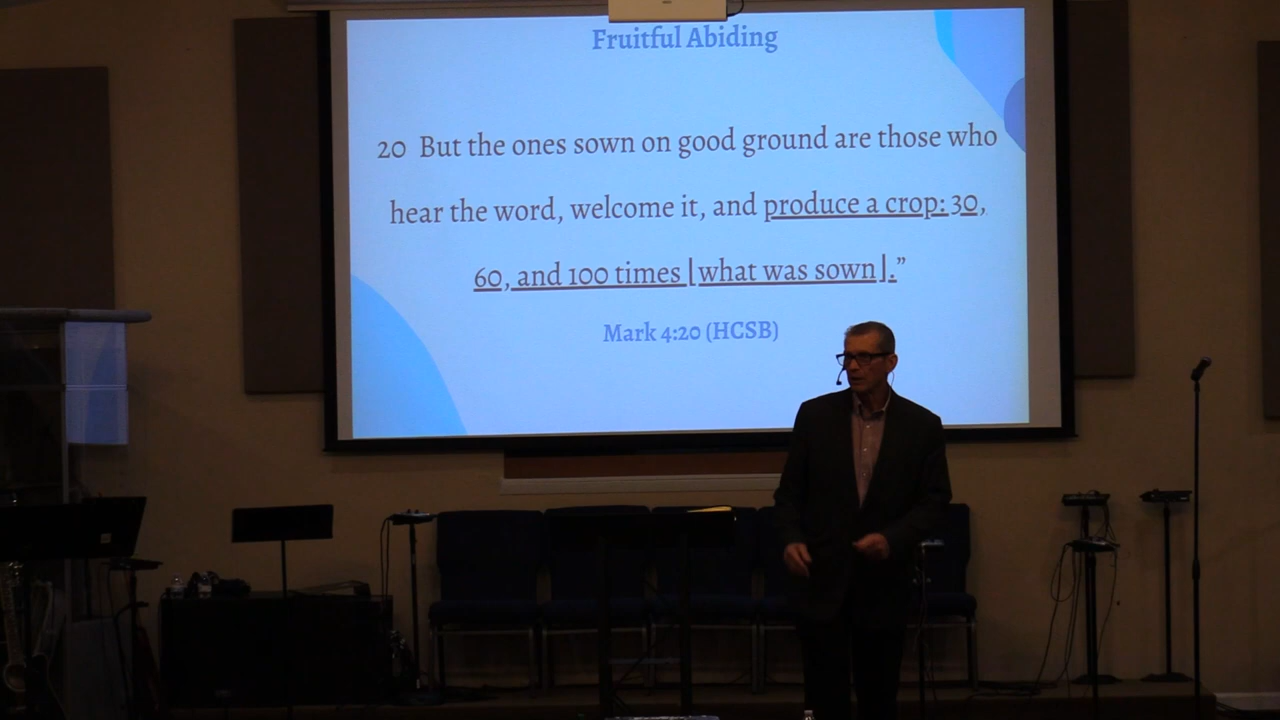 Fruitful Abiding
20 But the ones sown on good ground are those who
hear the word, welcome it, and produce a crop: 30,
60, and 100 times [what was sown].”
Mark 4:20 (HCSB)